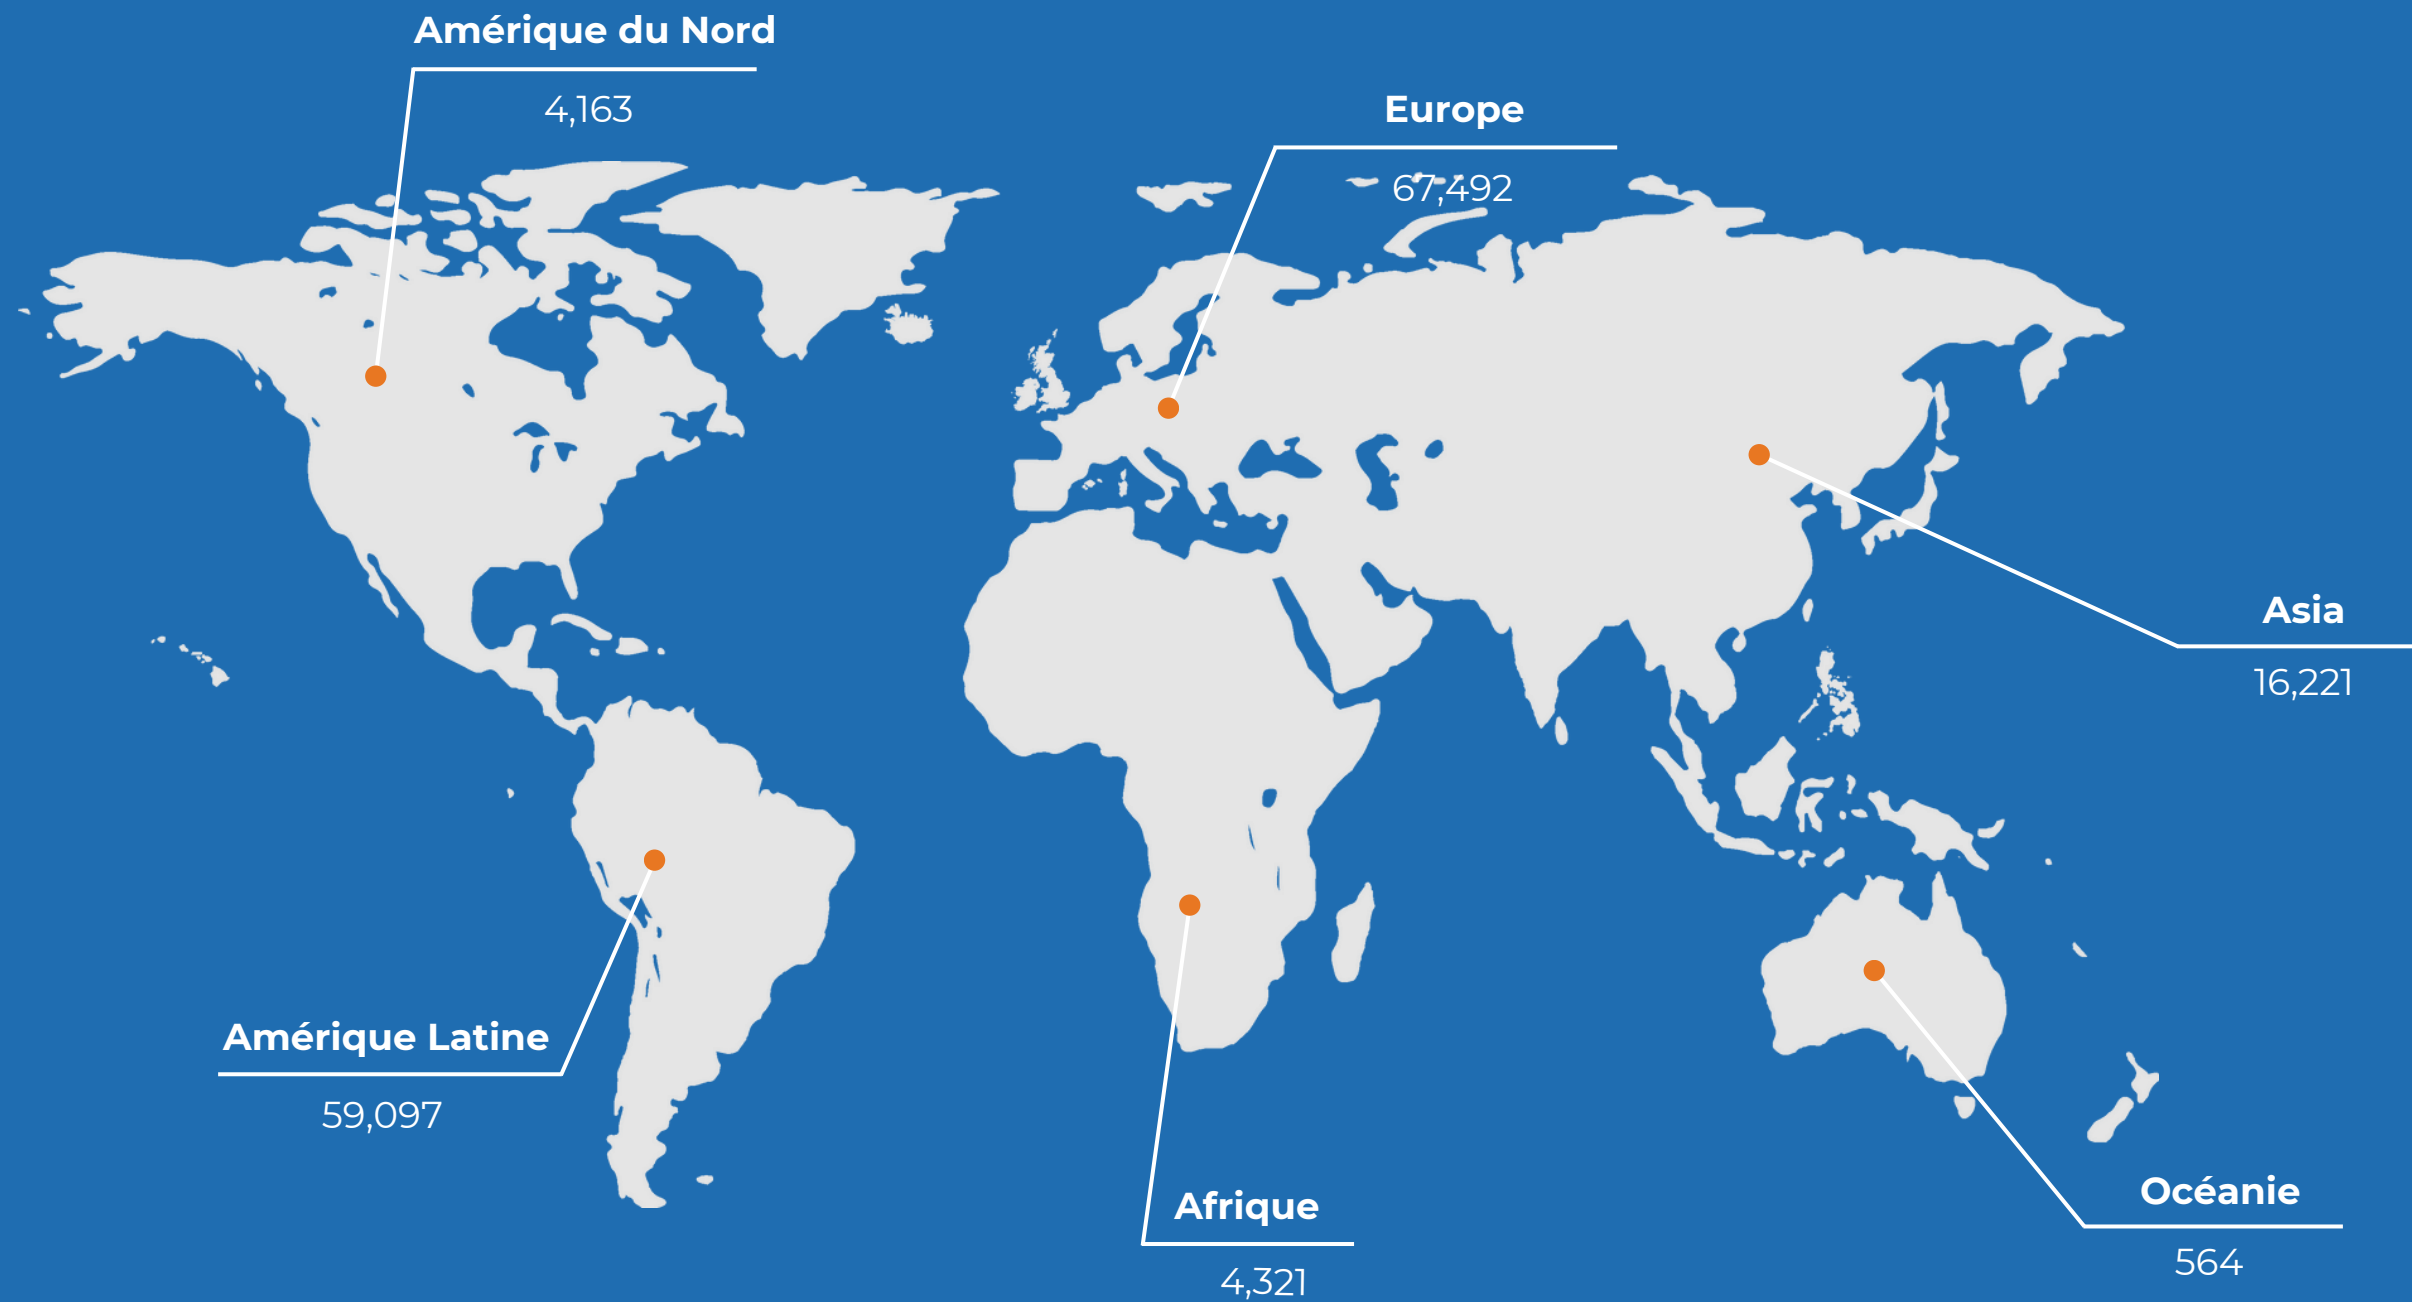 Amérique du Nord
4,163
Europe
67,492
Asia
16,221
Amérique Latine
59,097
Afrique
4,321
Océanie
564